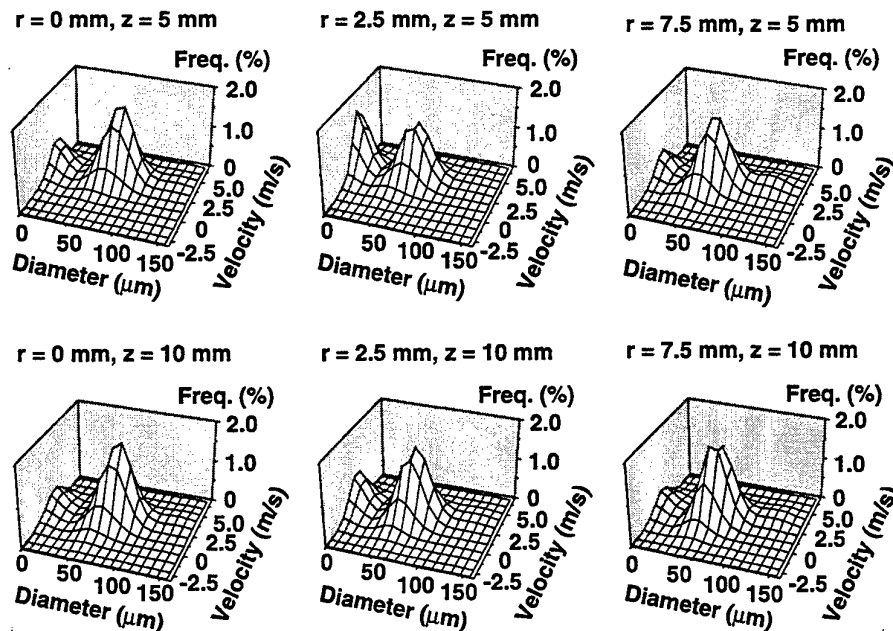 r = 0 mm, z = 5 mm
Freq. (%)
2.0
1.0
0
5.0
2.5
0
-2.5
Velocity (m/s)
0
50
100
150
Diameter (μm)
r = 2.5 mm, z = 5 mm
Freq. (%)
2.0
1.0
0
5.0
2.5
0
-2.5
Velocity (m/s)
0
50
100
150
Diameter (μm)
r = 7.5 mm, z = 5 mm
Freq. (%)
2.0
1.0
0
5.0
2.5
0
-2.5
Velocity (m/s)
0
50
100
150
Diameter (μm)
r = 0 mm, z = 10 mm
Freq. (%)
2.0
1.0
0
5.0
2.5
0
-2.5
Velocity (m/s)
0
50
100
150
Diameter (μm)
r = 2.5 mm, z = 10 mm
Freq. (%)
2.0
1.0
0
5.0
2.5
0
-2.5
Velocity (m/s)
0
50
100
150
Diameter (μm)
r = 7.5 mm, z = 10 mm
Freq. (%)
2.0
1.0
0
5.0
2.5
0
-2.5
Velocity (m/s)
0
50
100
150
Diameter (μm)